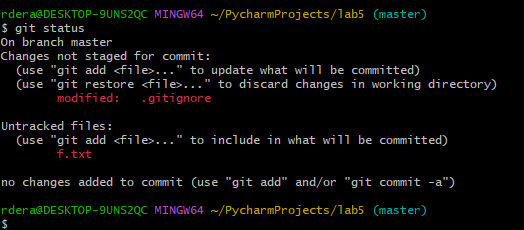 rdera@DESKTOP-9UNS2QC MINGW64 ~/PycharmProjects/lab5 (master)
$ git status
On branch master
Changes not staged for commit:
  (use "git add <file>..." to update what will be committed)
  (use "git restore <file>..." to discard changes in working directory)
        modified:   .gitignore

Untracked files:
  (use "git add <file>..." to include in what will be committed)
        f.txt

no changes added to commit (use "git add" and/or "git commit -a")

rdera@DESKTOP-9UNS2QC MINGW64 ~/PycharmProjects/lab5 (master)
$